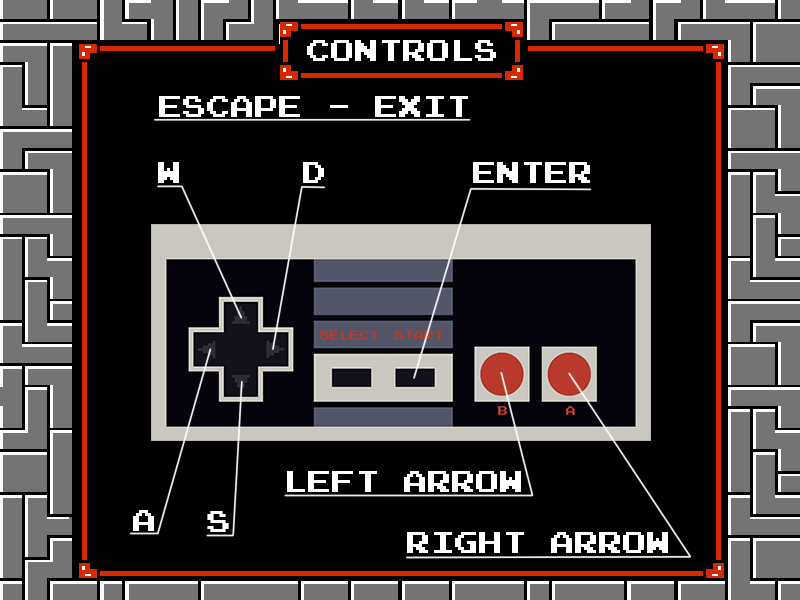 CONTROLS
ESCAPE - EXIT
W D ENTER
SELECT START
B A
LEFT ARROW
A S
RIGHT ARROW